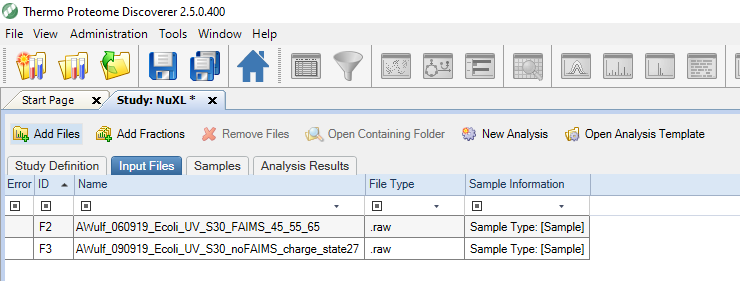 Thermo Proteome Discoverer 2.5.0.400
File View Administration Tools Window Help
Start Page Study: NuXL *
Add Files Add Fractions Remove Files Open Containing Folder New Analysis Open Analysis Template
Study Definition Input Files Samples Analysis Results
Error ID Name File Type Sample Information
F2 AWulf_060919_Ecoli_UV_S30_FAIMS_45_55_65 .raw Sample Type: [Sample]
F3 AWulf_090919_Ecoli_UV_S30_noFAIMS_charge_state27 .raw Sample Type: [Sample]